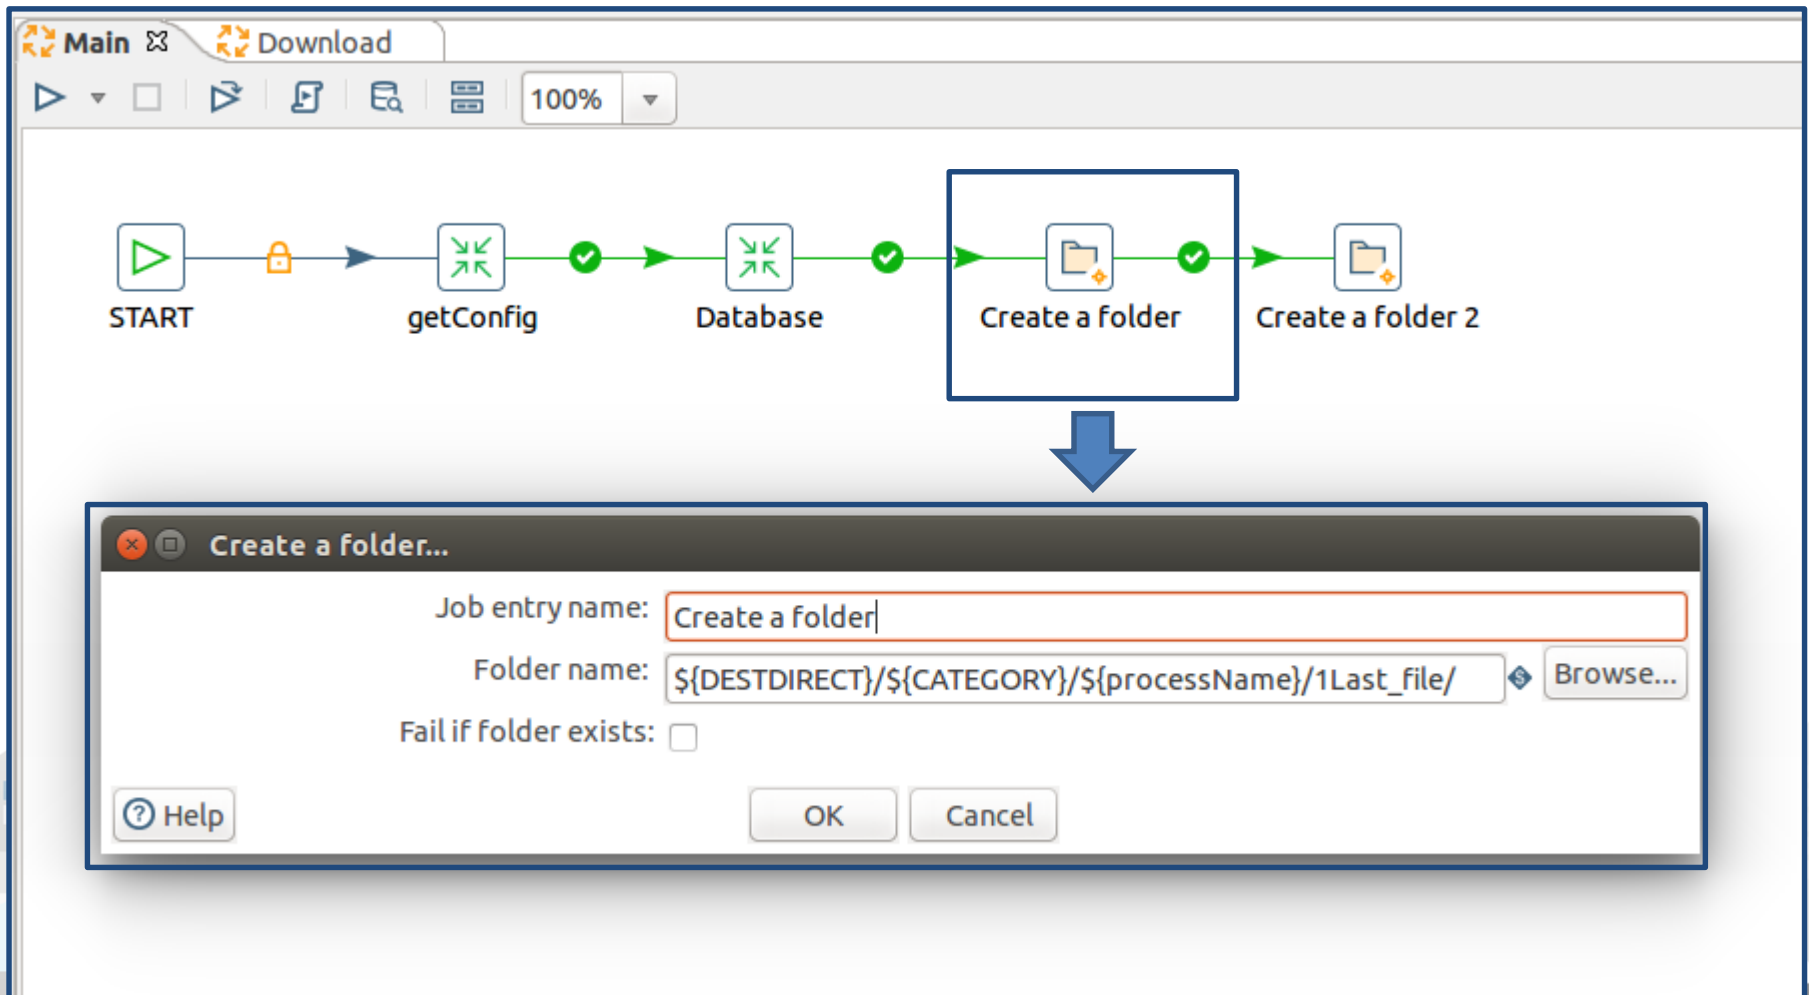 Main Download
100%
START getConfig Database Create a folder Create a folder 2
Create a folder...
Job entry name: Create a folder
Folder name: ${DESTDIRECT}/${CATEGORY}/${processName}/1Last_file/ Browse...
Fail if folder exists:
Help OK Cancel